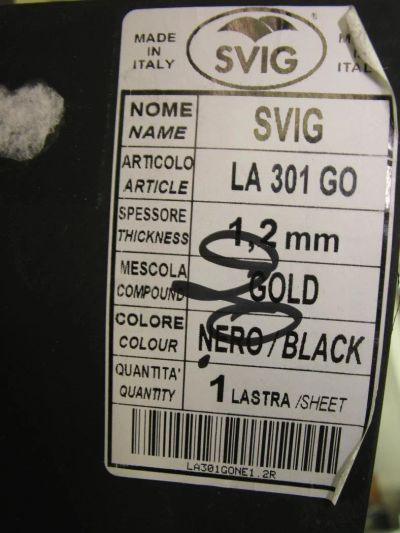 MADE IN ITALY
SVIG
ITAL
NOME
NAME
SVIG
ARTICOLO
ARTICLE
LA 301 GO
SPESSORE
THICKNESS
1,2 mm
MESCOLA
COMPOUND
GOLD
COLORE
COLOUR
NERO/BLACK
QUANTITA'
QUANTITY
1 LASTRA /SHEET
LA301GONE1.2R